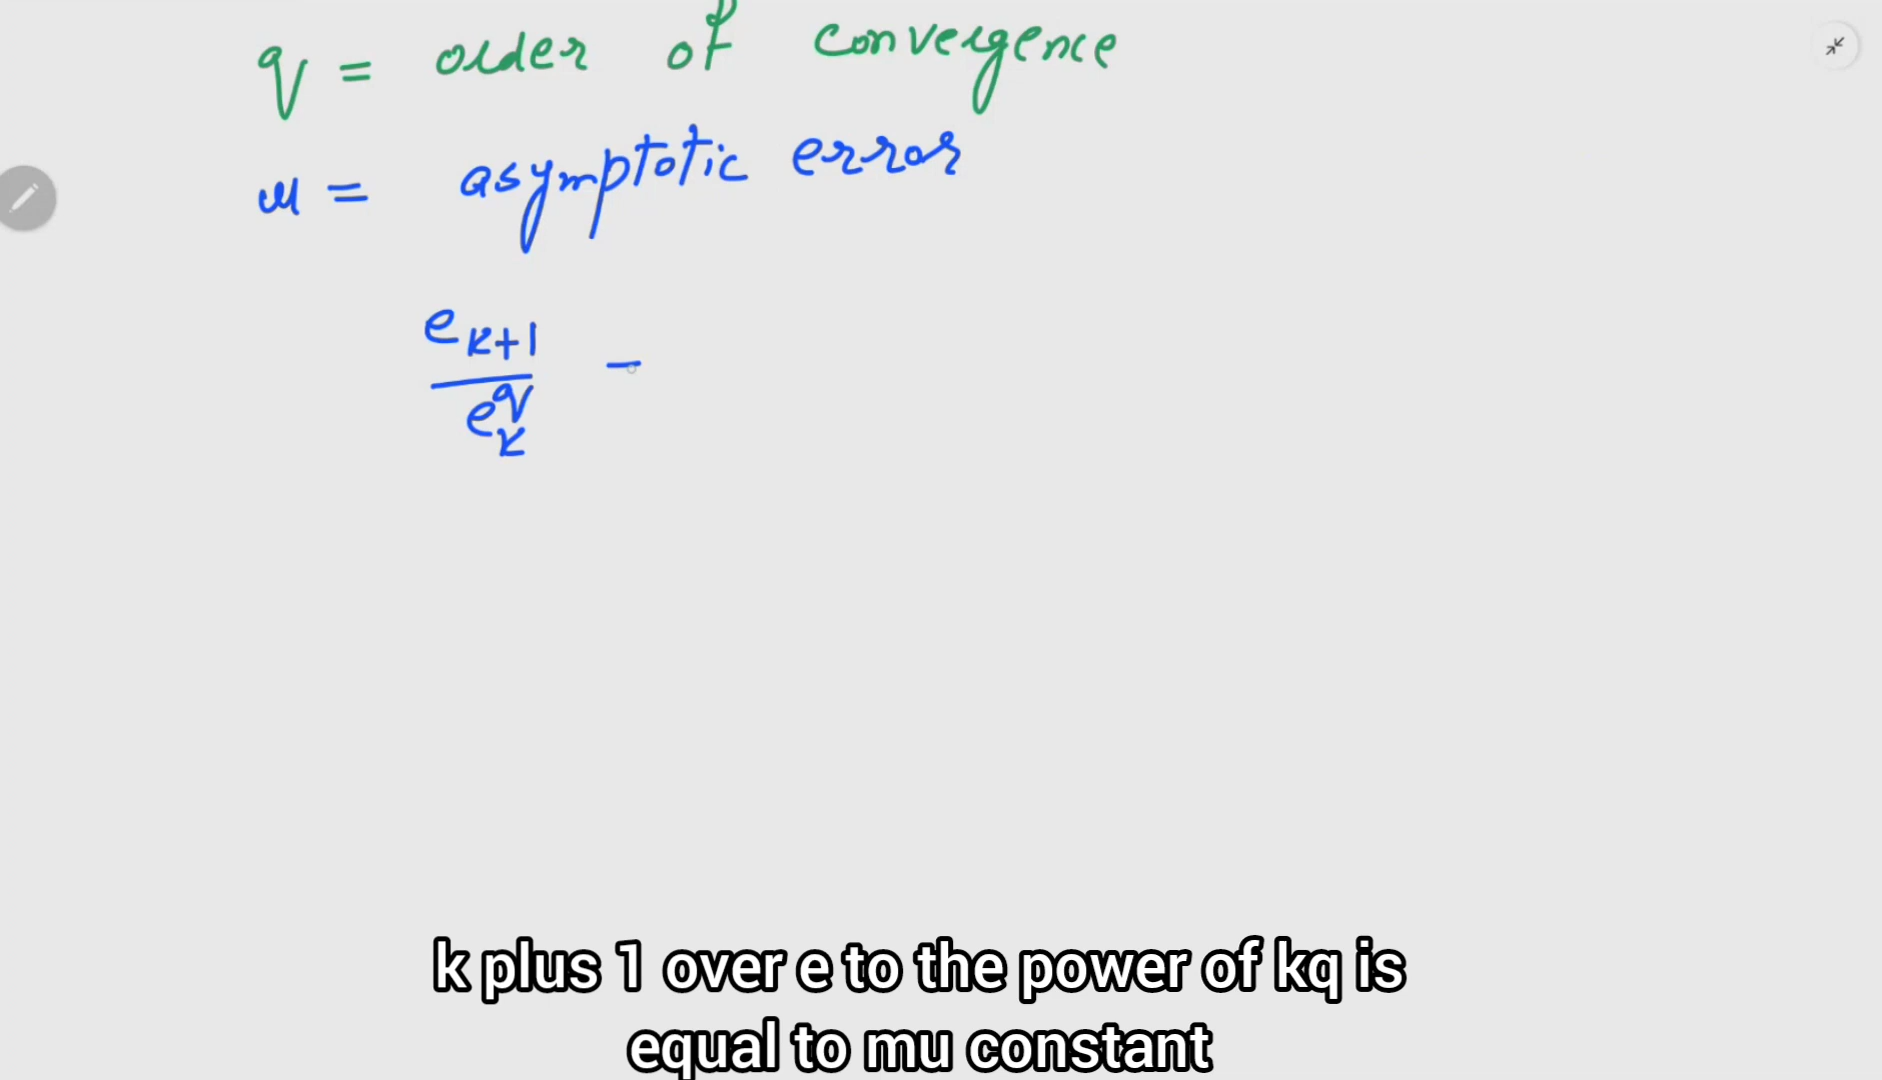 q = order of convergence
μ = asymptotic error
e_{k+1} / e_k^q -
k plus 1 over e to the power of kq is
equal to mu constant